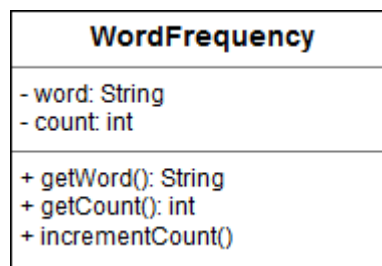 WordFrequency
- word: String
- count: int
+ getWord(): String
+ getCount(): int
+ incrementCount()